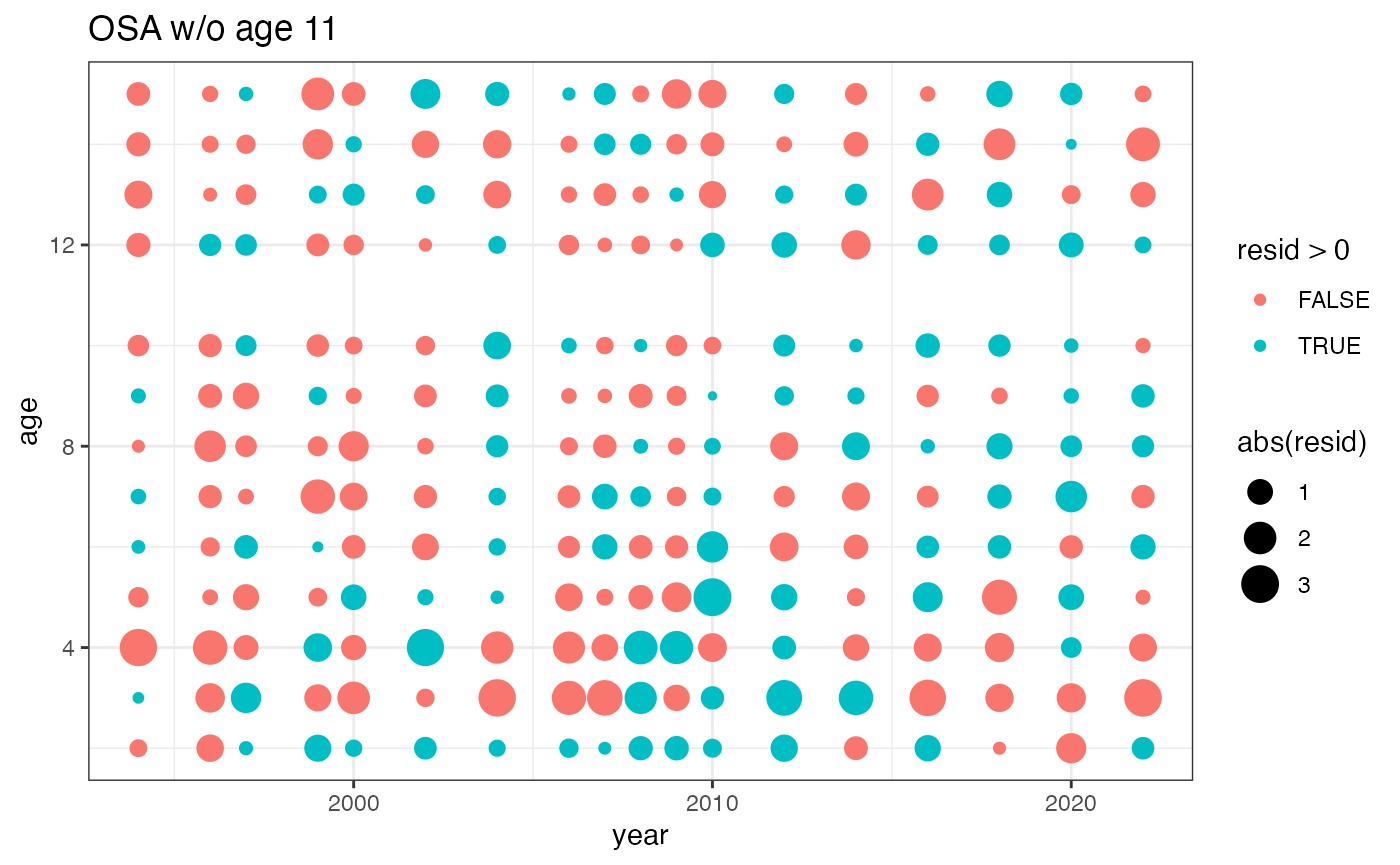 OSA w/o age 11
12
8
4
age
2000
2010
2020
year
resid > 0
FALSE
TRUE
abs(resid)
1
2
3